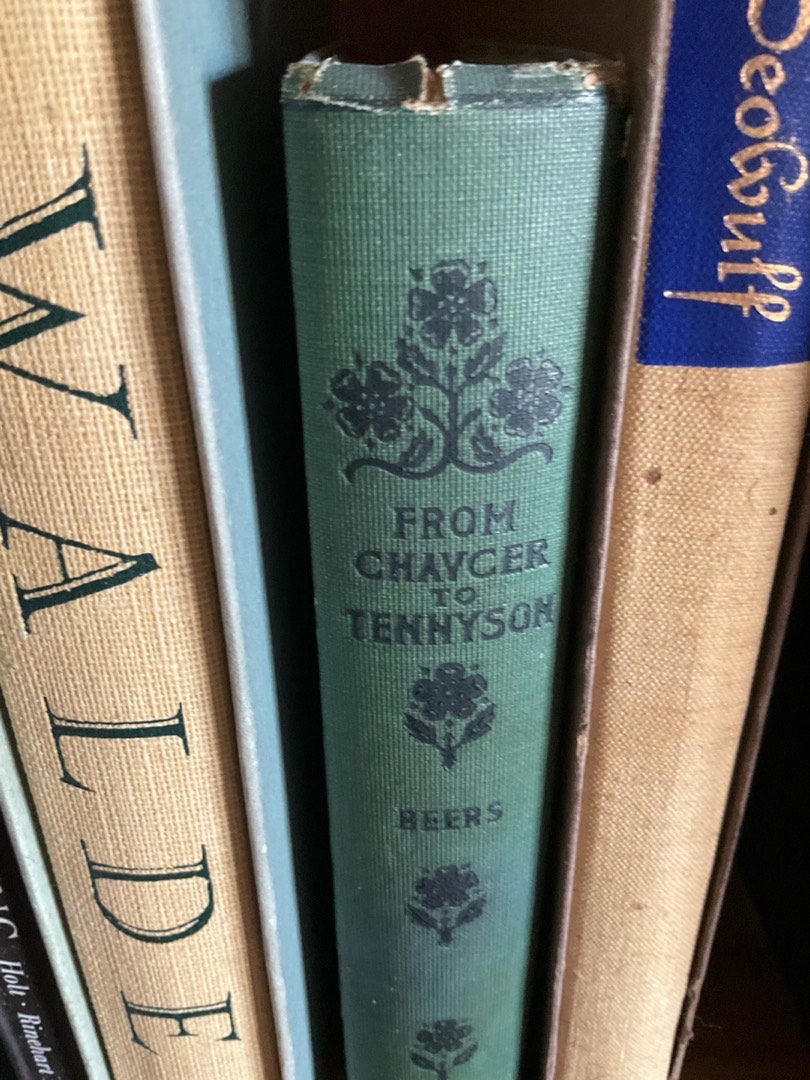 WALDE
FROM
CHAVCER
TO
TENNYSON
BEERS
Beowulf
Holt · Rinehart